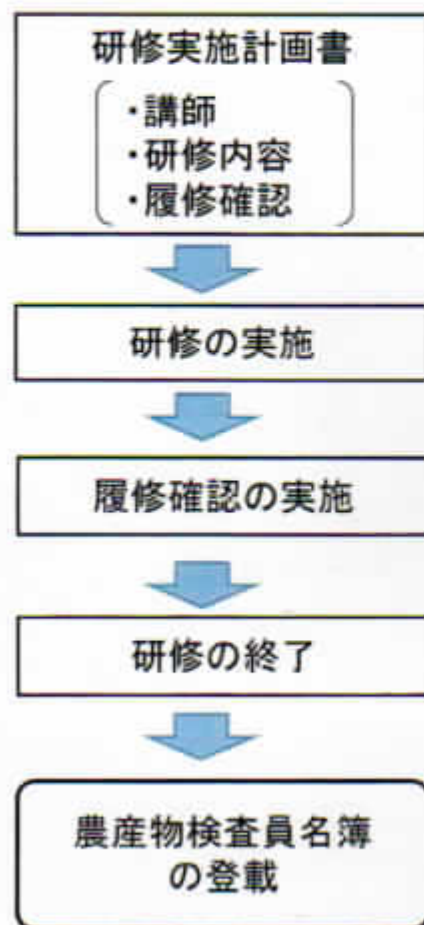 研修実施計画書
・講師
・研修内容
・履修確認
研修の実施
履修確認の実施
研修の終了
農産物検査員名簿
の登載